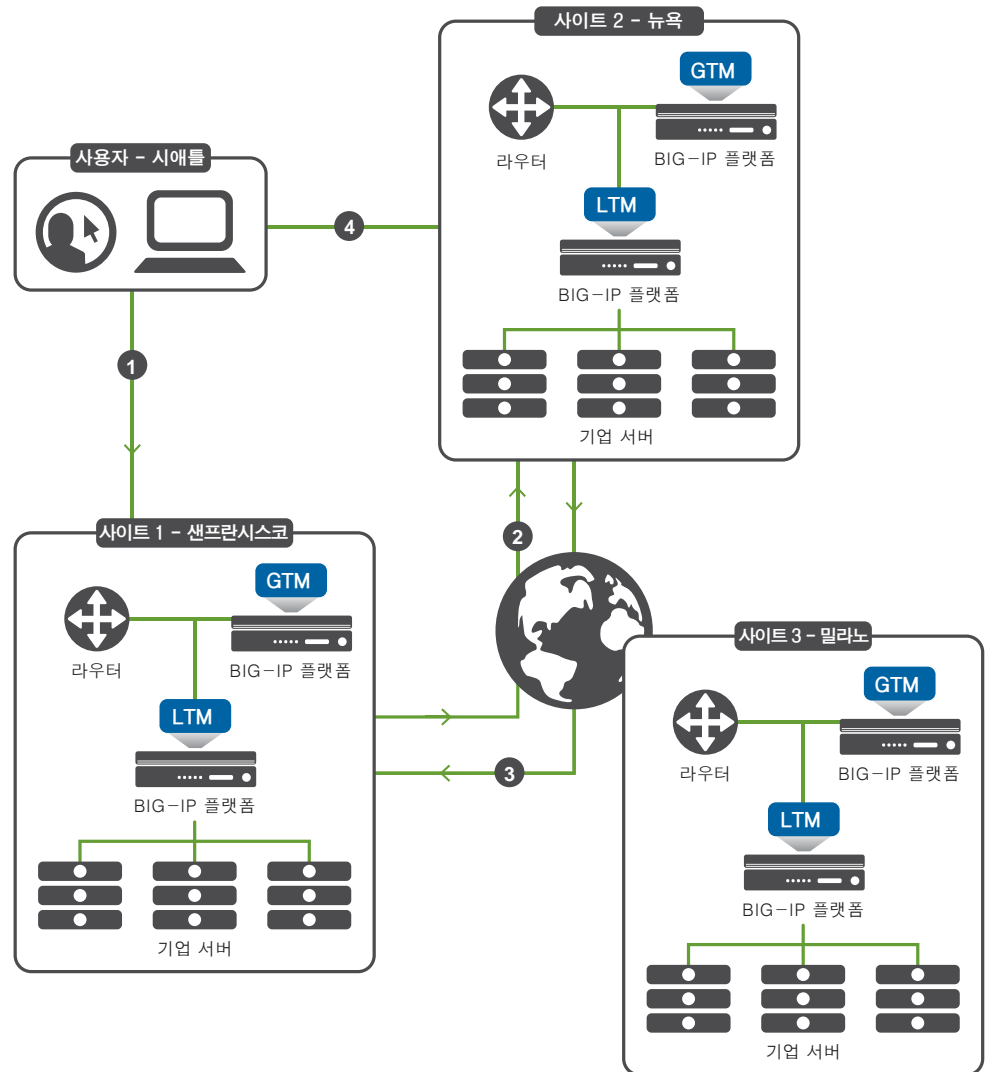 사이트 2 - 뉴욕
GTM
라우터
BIG-IP 플랫폼
LTM
BIG-IP 플랫폼
기업 서버
사용자 - 시애틀
4
1
2
3
사이트 1 - 샌프란시스코
GTM
라우터
BIG-IP 플랫폼
LTM
BIG-IP 플랫폼
기업 서버
사이트 3 - 밀라노
GTM
라우터
BIG-IP 플랫폼
LTM
BIG-IP 플랫폼
기업 서버